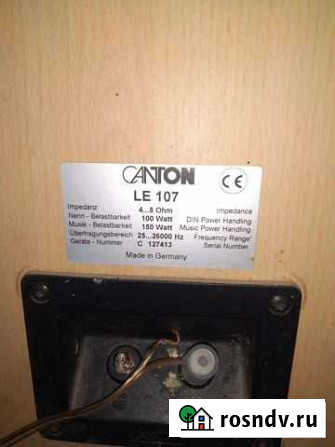 CANTON
LE 107
CE
Impedanz 4...8 Ohm Impedance
Nenn - Belastbarkeit 100 Watt DIN Power Handling
Musik - Belastbarkeit 150 Watt Music Power Handling
Übertragungsbereich 25...26000 Hz Frequency Range
Geräte - Nummer C 127413 Serial Number
Made in Germany
rosndv.ru